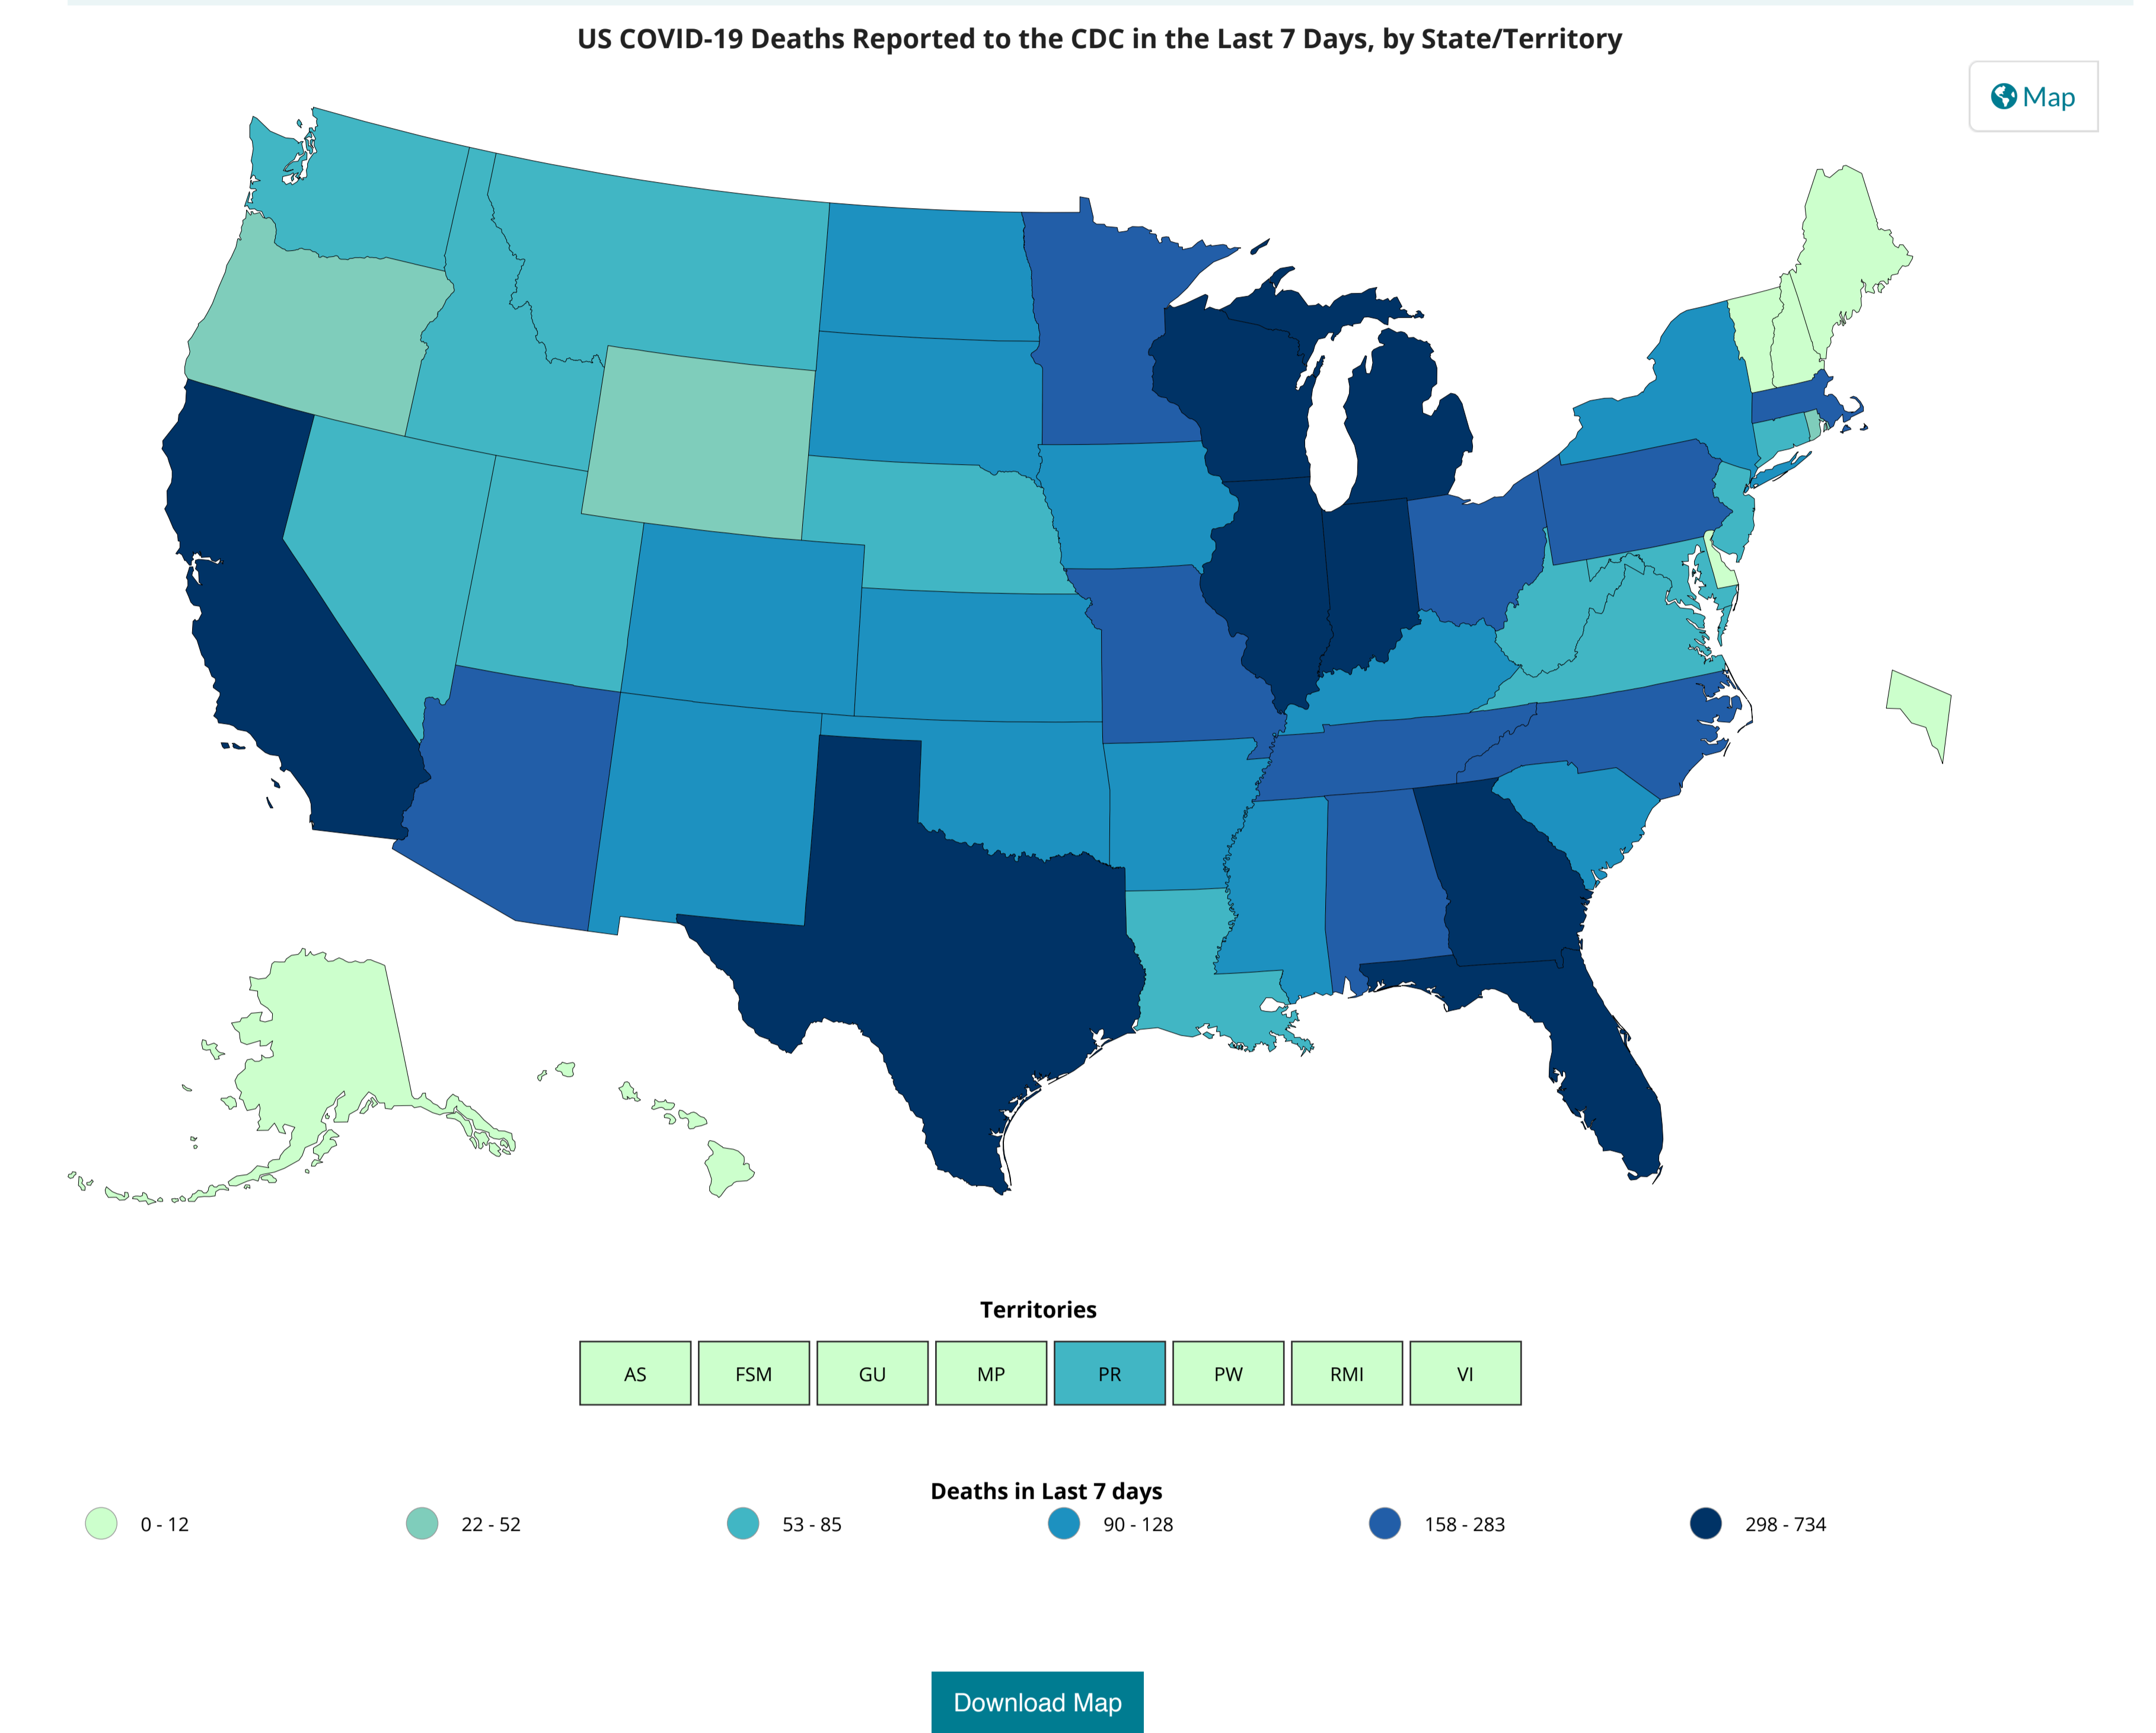 US COVID-19 Deaths Reported to the CDC in the Last 7 Days, by State/Territory
Map
Territories
AS FSM GU MP PR PW RMI VI
Deaths in Last 7 days
0 - 12 22 - 52 53 - 85 90 - 128 158 - 283 298 - 734
Download Map